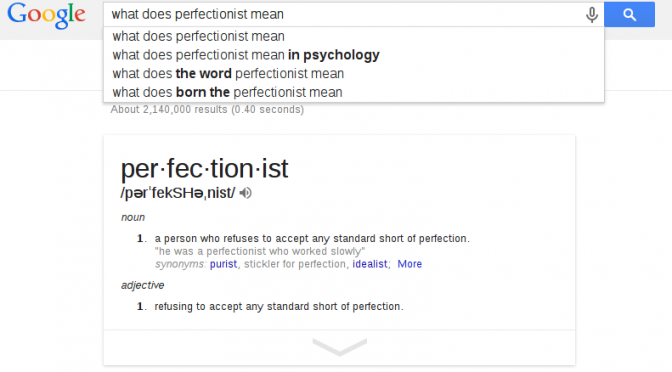 Google what does perfectionist mean
what does perfectionist mean
what does perfectionist mean in psychology
what does the word perfectionist mean
what does born the perfectionist mean
About 2,140,000 results (0.40 seconds)
per·fec·tion·ist
/pərˈfekSHəˌnist/
noun
1. a person who refuses to accept any standard short of perfection.
"he was a perfectionist who worked slowly"
synonyms: purist, stickler for perfection, idealist; More
adjective
1. refusing to accept any standard short of perfection.